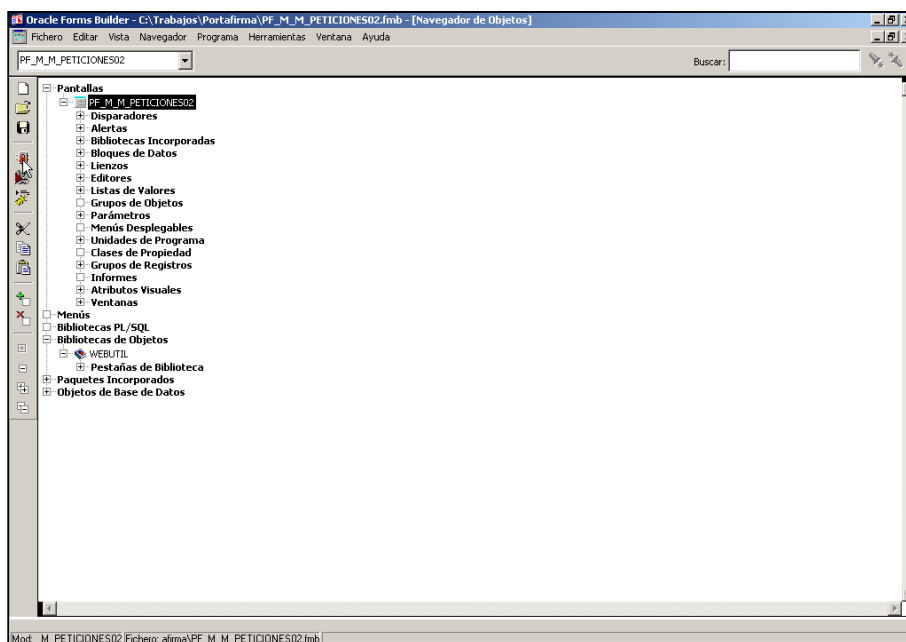 Oracle Forms Builder - C:\Trabajos\Portafirma\PF_M_M_PETICIONES02.fmb - [Navegador de Objetos]
Fichero Editar Vista Navegador Programa Herramientas Ventana Ayuda
PF_M_M_PETICIONES02
Buscar:
Pantallas
PF_M_M_PETICIONES02
Disparadores
Alertas
Bibliotecas Incorporadas
Bloques de Datos
Lienzos
Editores
Listas de Valores
Grupos de Objetos
Parámetros
Menús Desplegables
Unidades de Programa
Clases de Propiedad
Grupos de Registros
Informes
Atributos Visuales
Ventanas
Menús
Bibliotecas PL/SQL
Bibliotecas de Objetos
WEBUTIL
Pestañas de Biblioteca
Paquetes Incorporados
Objetos de Base de Datos
Mod: M_PETICIONES02 Fichero: afirma\PF_M_M_PETICIONES02.fmb